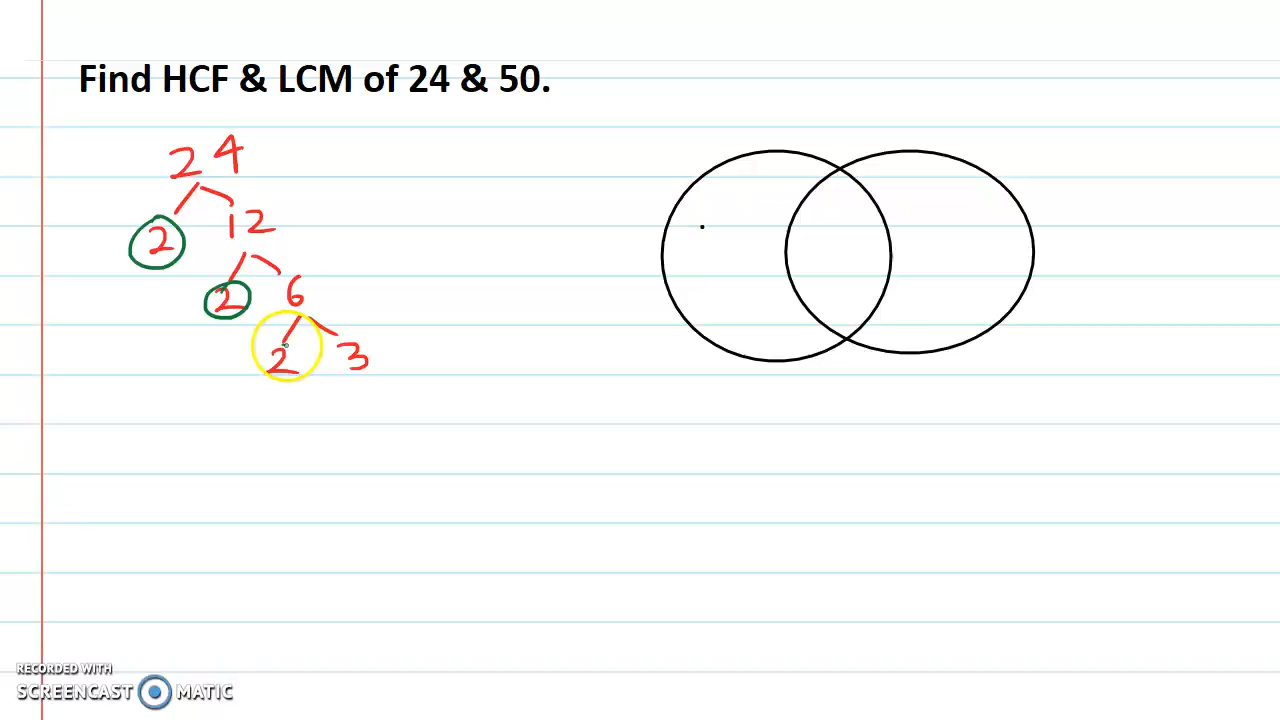 Find HCF & LCM of 24 & 50.
24
2 12
2 6
2 3
RECORDED WITH
SCREENCAST MATIC